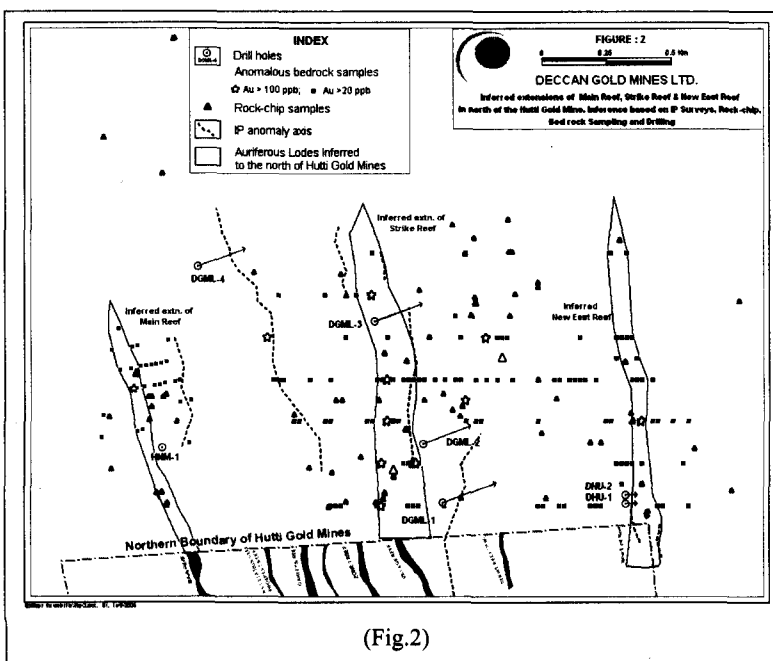 INDEX
DGML-4
Drill holes
Anomalous bedrock samples
Au > 100 ppb; Au >20 ppb
Rock-chip samples
IP anomaly axis
Auriferous Lodes inferred
to the north of Hutti Gold Mines
FIGURE : 2
0 0.25 0.5 Km
DECCAN GOLD MINES LTD.
Inferred extensions of Main Reef, Strike Reef & New East Reef
in north of the Hutti Gold Mine. Inference based on IP Surveys, Rock-chip,
Bed rock Sampling and Drilling
Inferred extn. of
Strike Reef
DGML-4
Inferred extn. of
Main Reef
Inferred
New East Reef
DGML-3
HNM-1
DGML-2
DHU-2
DHU-1
DGML-1
Northern Boundary of Hutti Gold Mines
(Fig.2)